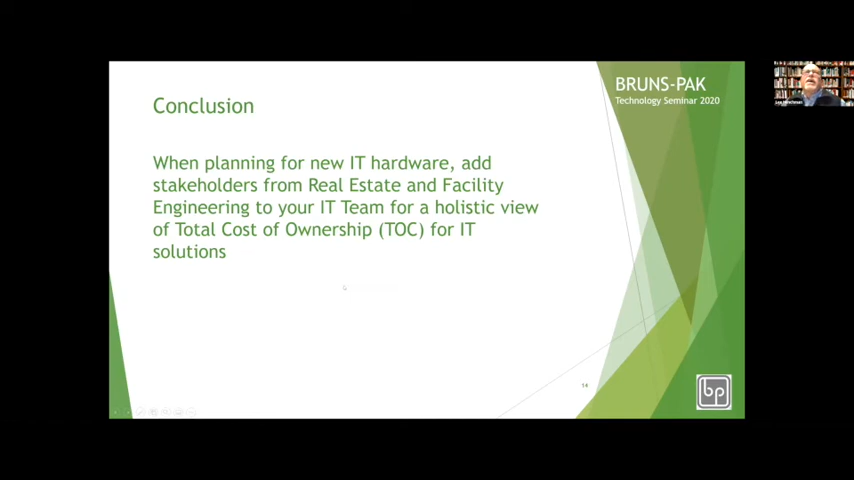 BRUNS-PAK
Technology Seminar 2020
Conclusion
When planning for new IT hardware, add
stakeholders from Real Estate and Facility
Engineering to your IT Team for a holistic view
of Total Cost of Ownership (TOC) for IT
solutions
14
bp